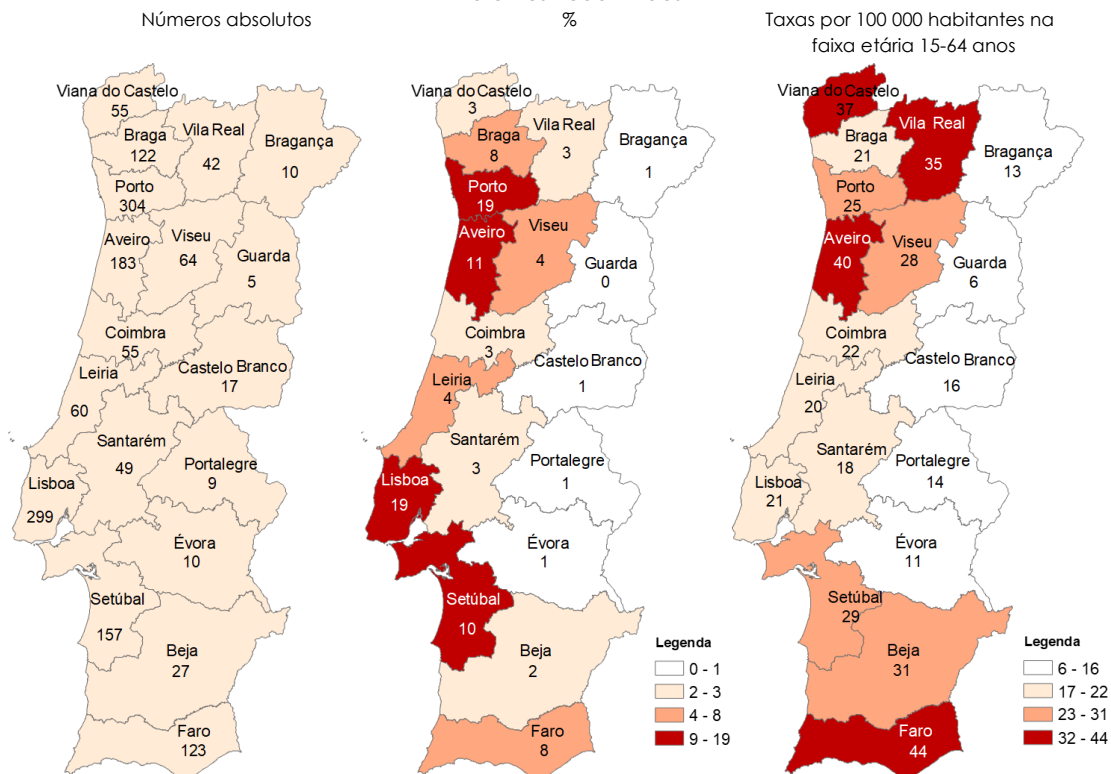 Números absolutos
Viana do Castelo
55
Braga
122
Vila Real
42
Bragança
10
Porto
304
Aveiro
183
Viseu
64
Guarda
5
Coimbra
55
Castelo Branco
17
Leiria
60
Santarém
49
Portalegre
9
Lisboa
299
Évora
10
Setúbal
157
Beja
27
Faro
123
%
Viana do Castelo
3
Braga
8
Vila Real
3
Bragança
1
Porto
19
Aveiro
11
Viseu
4
Guarda
0
Coimbra
3
Castelo Branco
1
Leiria
4
Santarém
3
Portalegre
1
Lisboa
19
Évora
1
Setúbal
10
Beja
2
Faro
8
Legenda
0 - 1
2 - 3
4 - 8
9 - 19
Taxas por 100 000 habitantes na
faixa etária 15-64 anos
Viana do Castelo
37
Braga
21
Vila Real
35
Bragança
13
Porto
25
Aveiro
40
Viseu
28
Guarda
6
Coimbra
22
Castelo Branco
16
Leiria
20
Santarém
18
Portalegre
14
Lisboa
21
Évora
11
Setúbal
29
Beja
31
Faro
44
Legenda
6 - 16
17 - 22
23 - 31
32 - 44